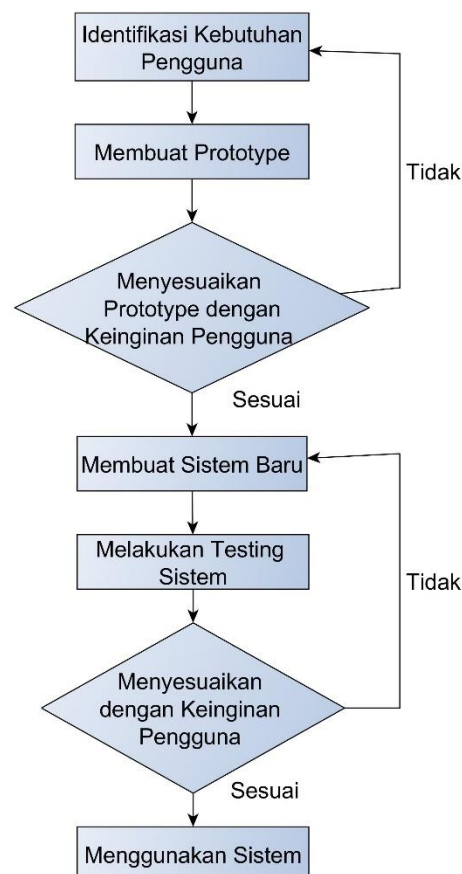 Identifikasi Kebutuhan
Pengguna
Membuat Prototype
Tidak
Menyesuaikan
Prototype dengan
Keinginan Pengguna
Sesuai
Membuat Sistem Baru
Melakukan Testing
Sistem
Tidak
Menyesuaikan
dengan Keinginan
Pengguna
Sesuai
Menggunakan Sistem